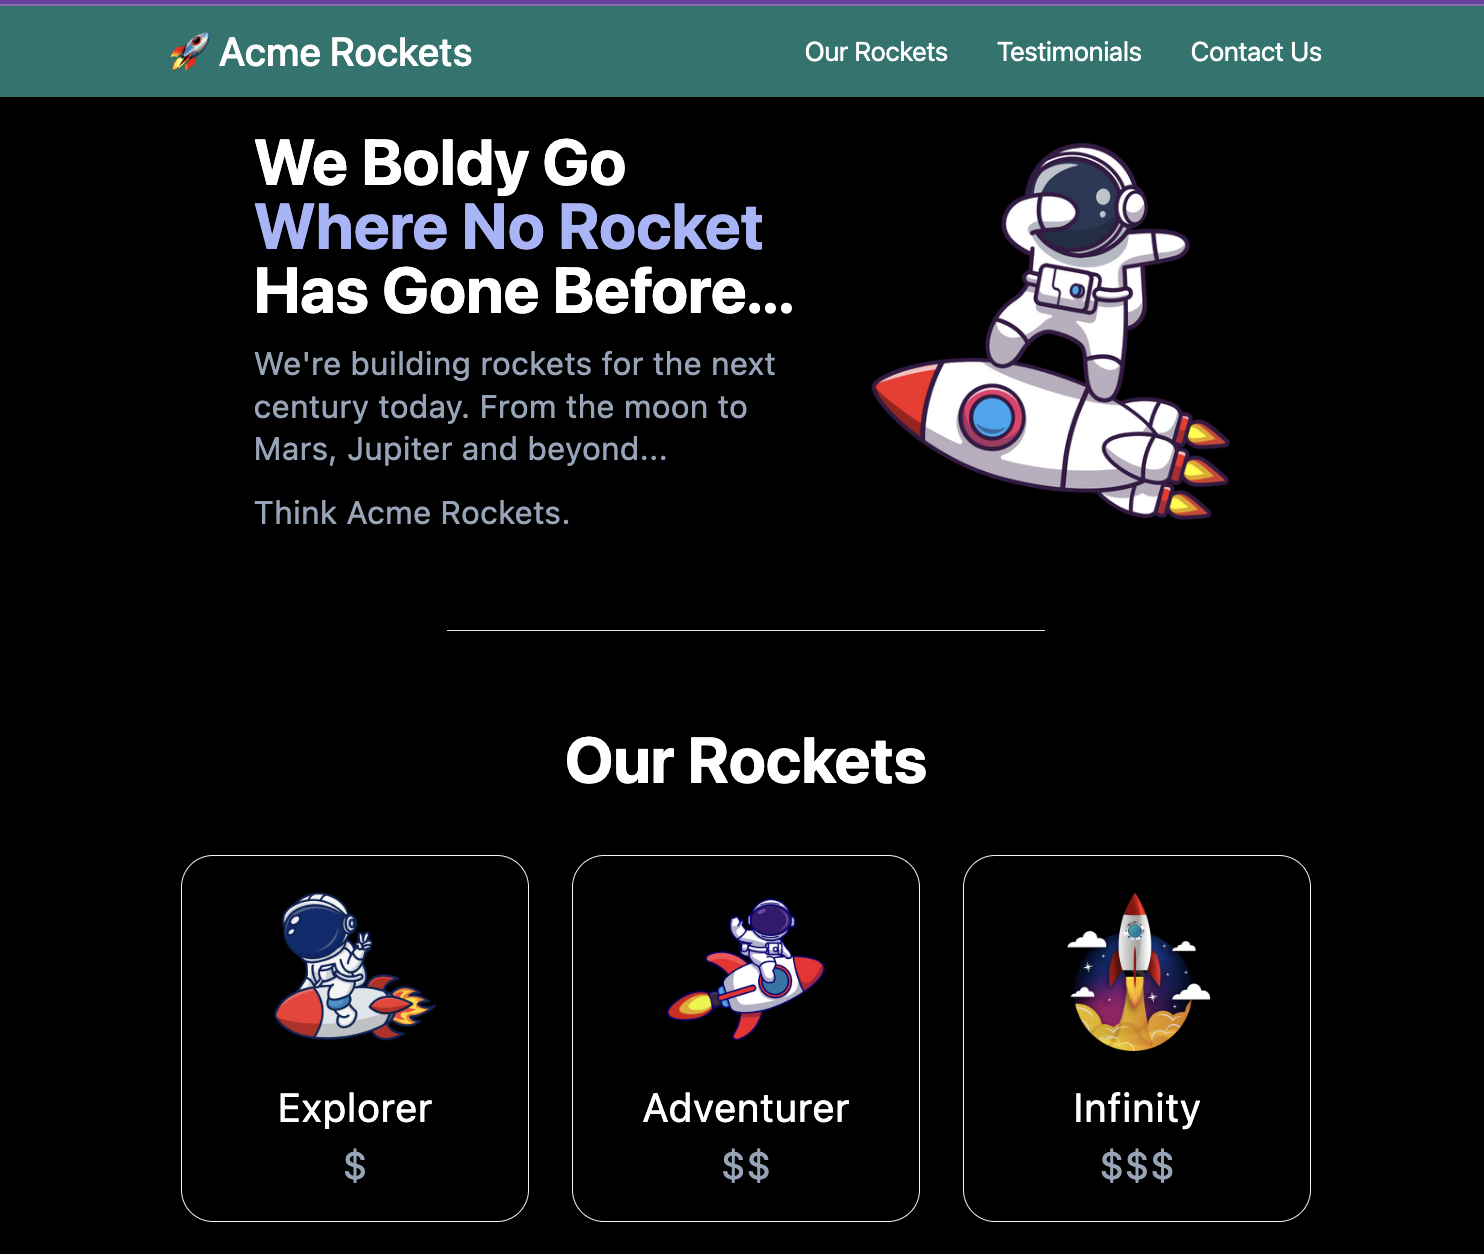 🚀 Acme Rockets
Our Rockets Testimonials Contact Us
We Boldy Go
Where No Rocket
Has Gone Before...
We're building rockets for the next
century today. From the moon to
Mars, Jupiter and beyond...
Think Acme Rockets.
Our Rockets
Explorer
$
Adventurer
$$
Infinity
$$$